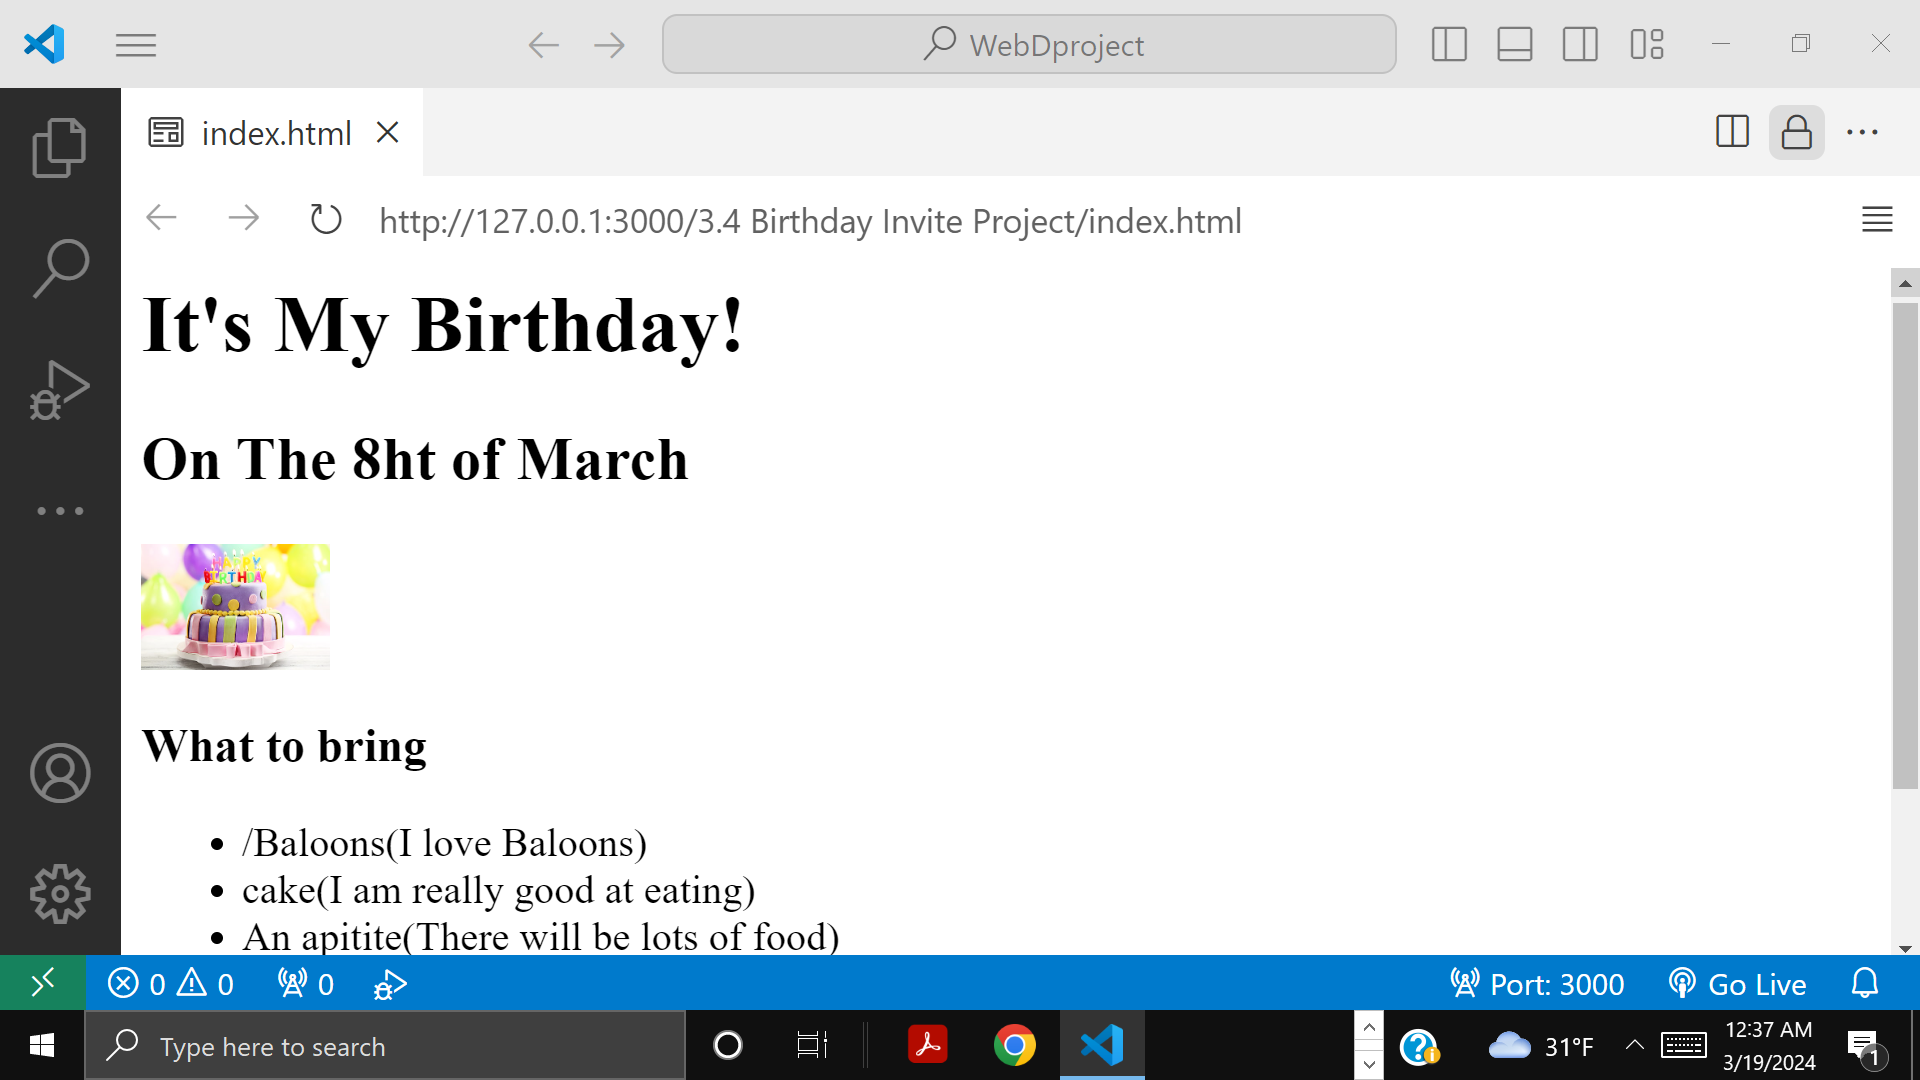 WebDproject
index.html
http://127.0.0.1:3000/3.4 Birthday Invite Project/index.html
It's My Birthday!
On The 8ht of March
HAPPY
BIRTHDAY
What to bring
/Baloons(I love Baloons)
cake(I am really good at eating)
An apitite(There will be lots of food)
0 0 0 Port: 3000 Go Live
Type here to search
31°F
12:37 AM
3/19/2024
1